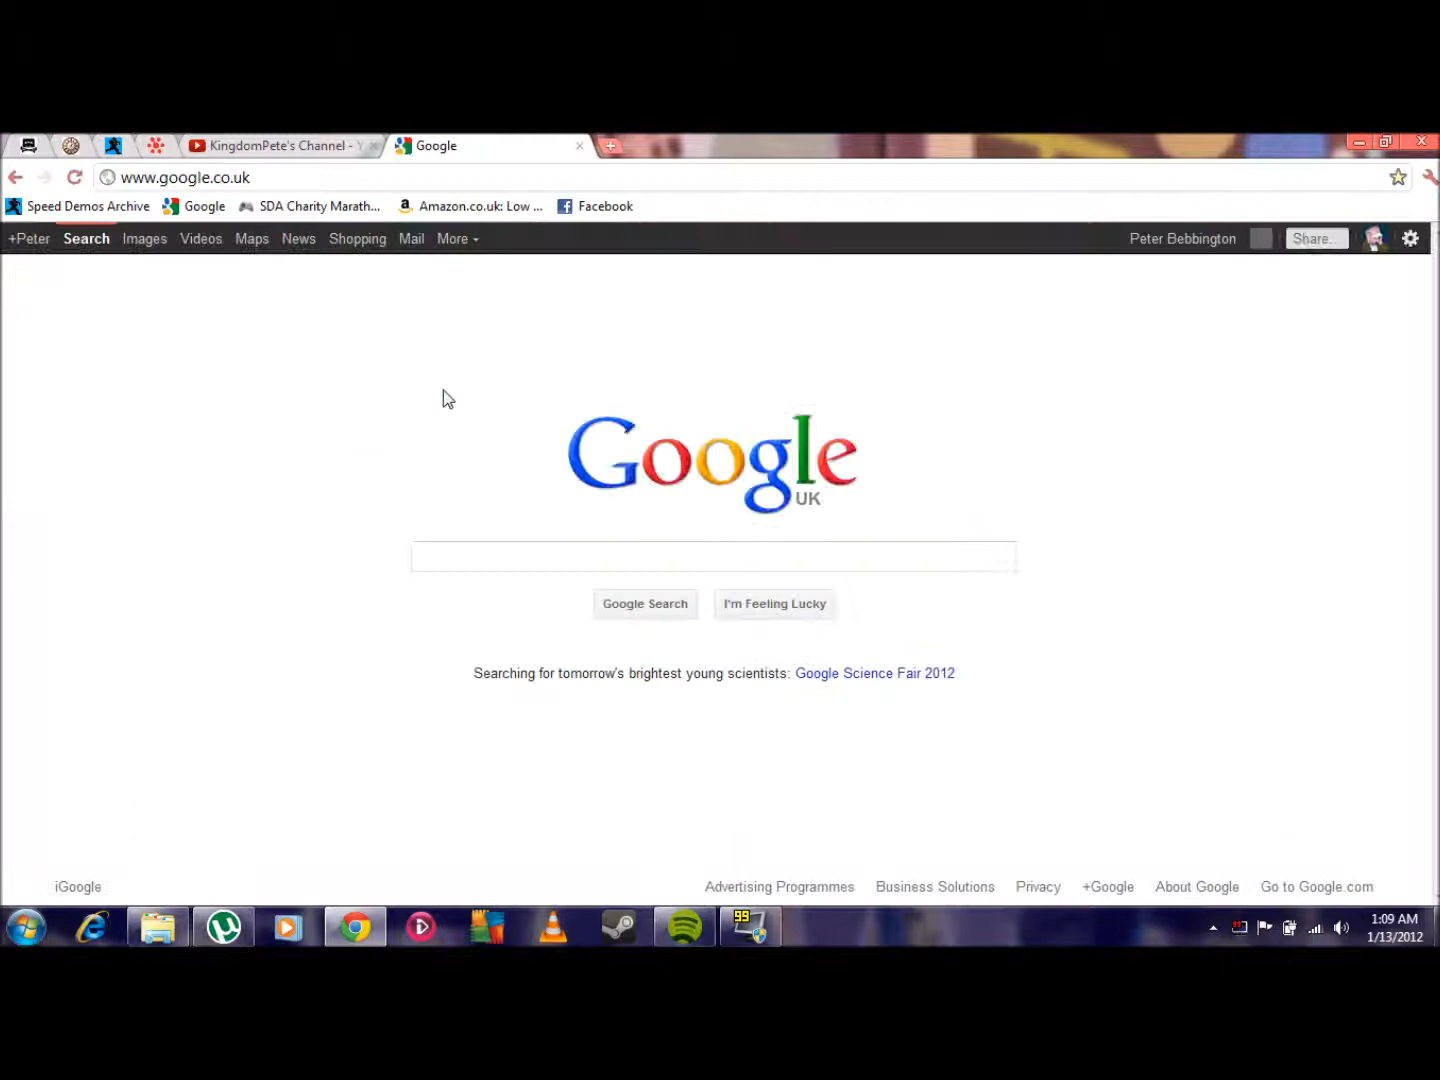 KingdomPete's Channel - Y
Google
www.google.co.uk
Speed Demos Archive Google SDA Charity Marath... Amazon.co.uk: Low ... Facebook
+Peter Search Images Videos Maps News Shopping Mail More Peter Bebbington Share...
Google
UK
Google Search I'm Feeling Lucky
Searching for tomorrow's brightest young scientists: Google Science Fair 2012
iGoogle Advertising Programmes Business Solutions Privacy +Google About Google Go to Google.com
99
1:09 AM
1/13/2012